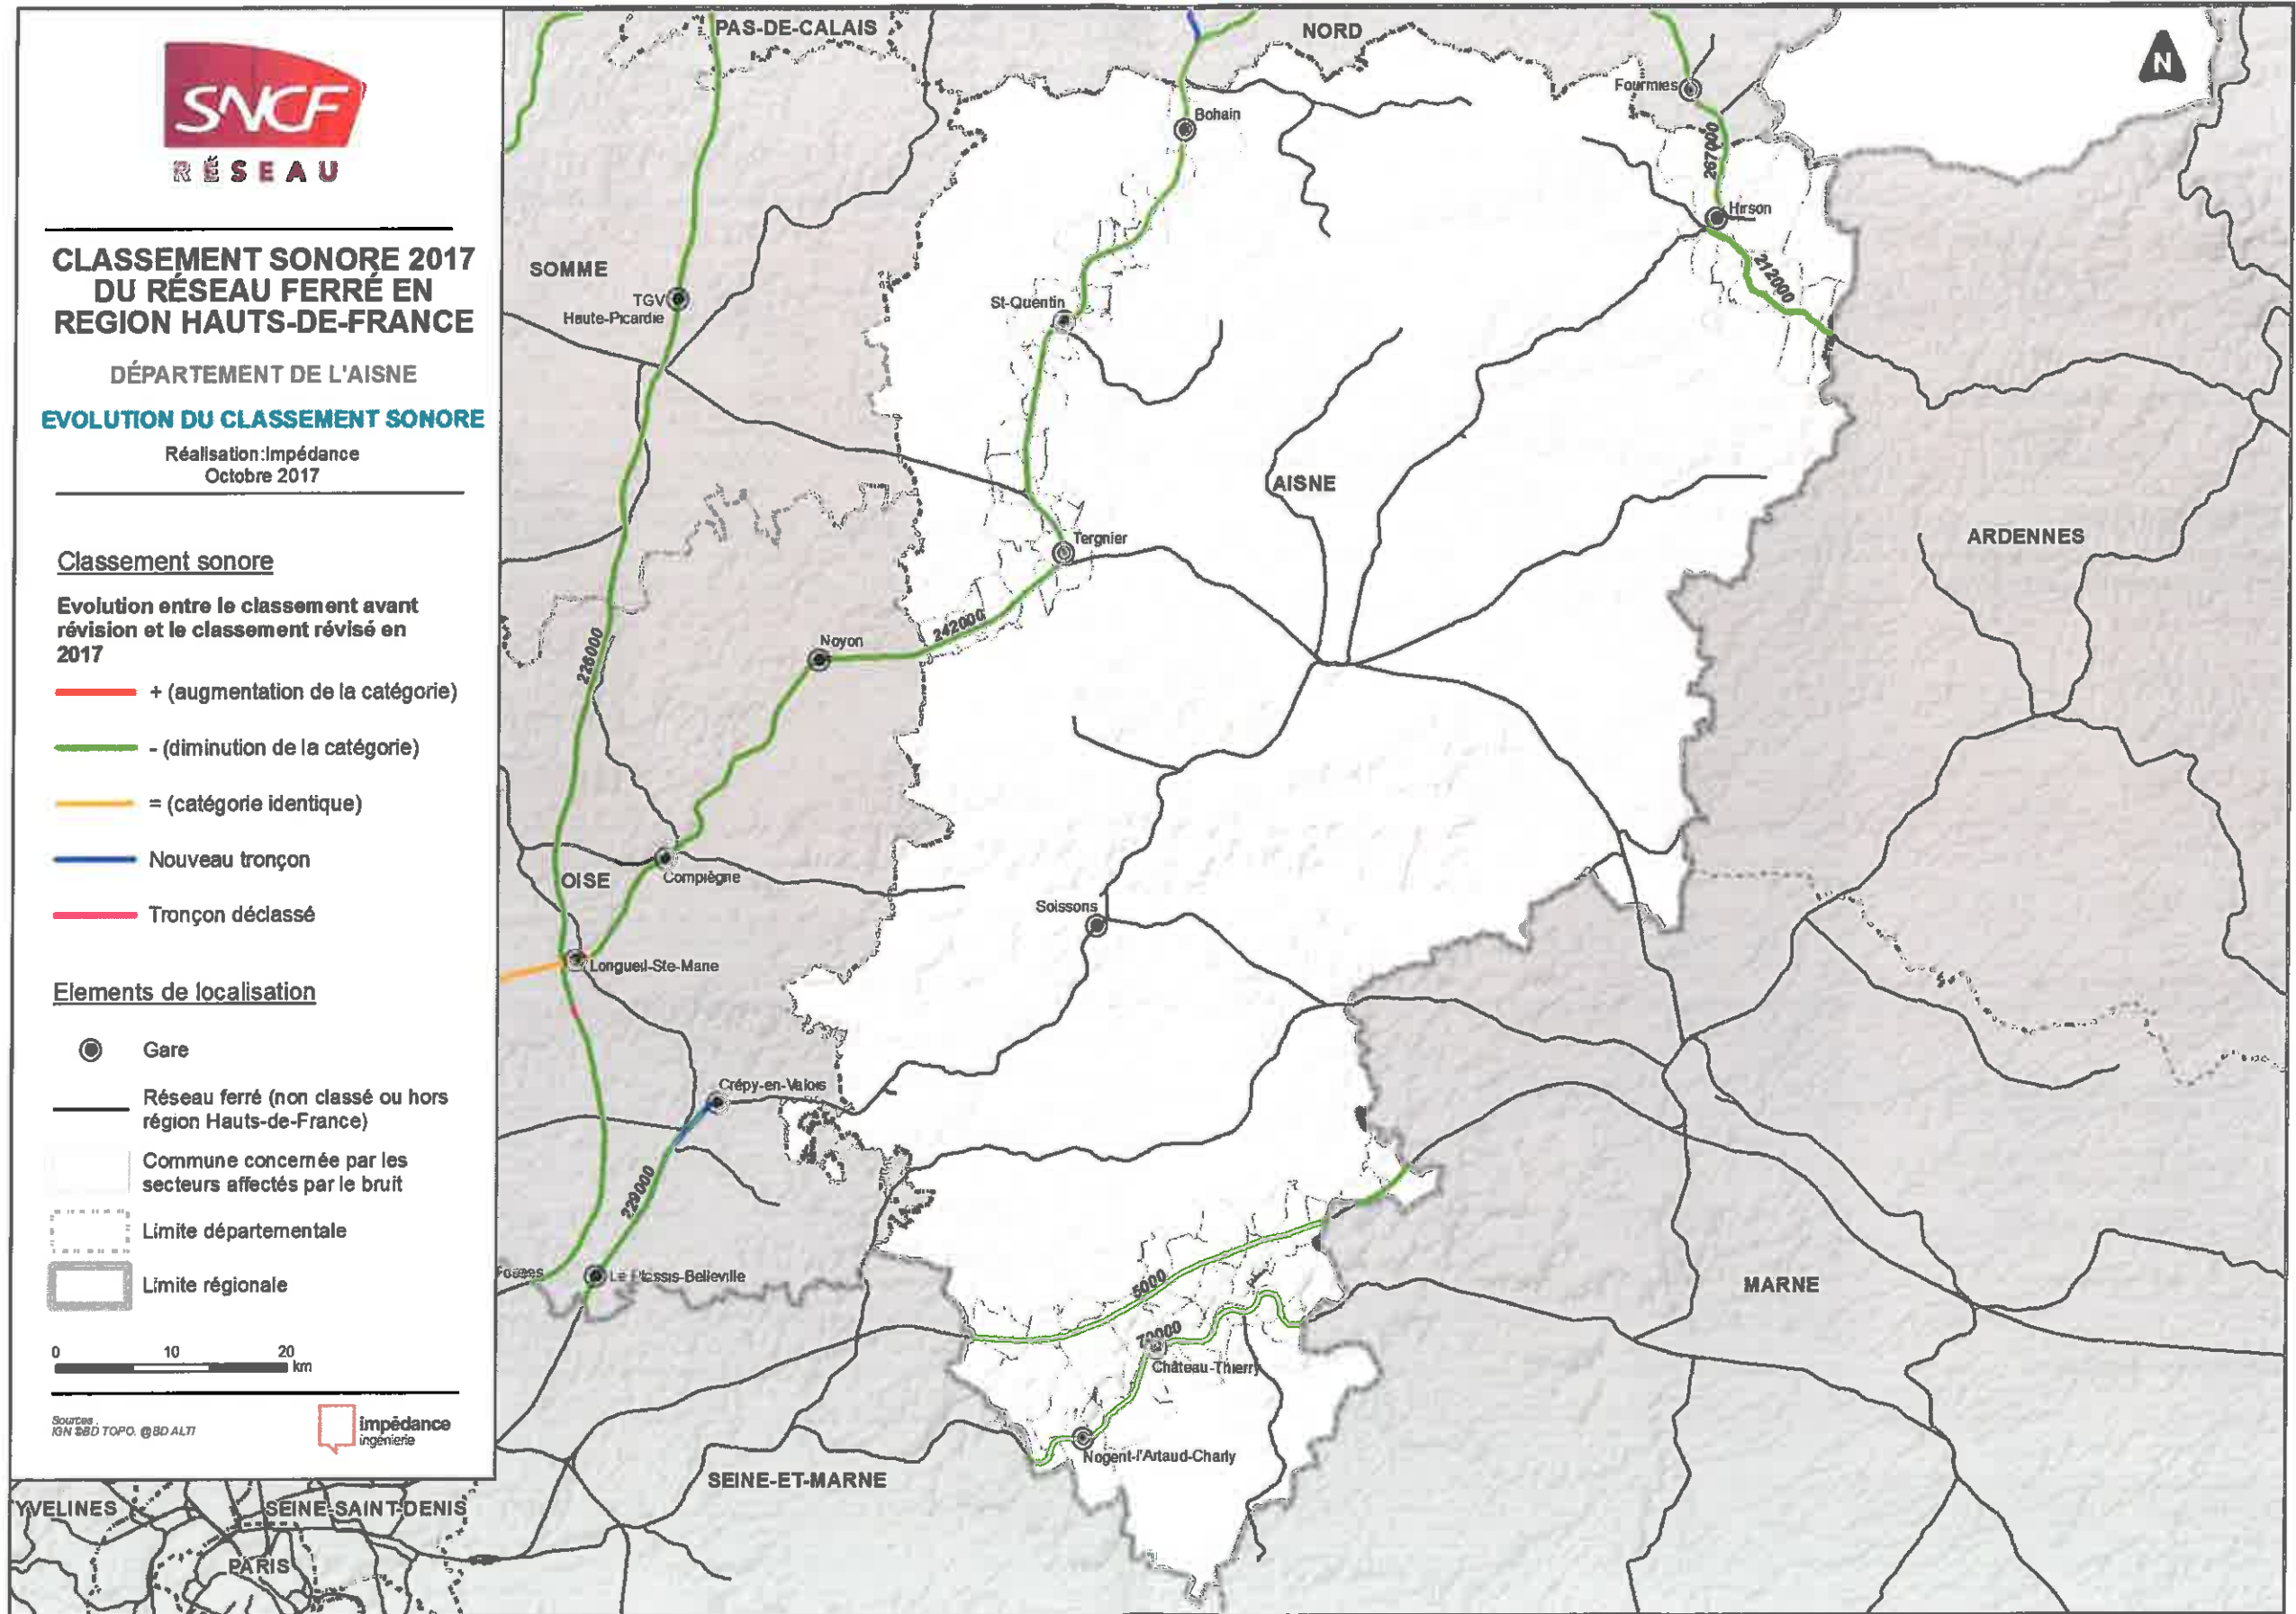 SNCF
RÉSEAU
CLASSEMENT SONORE 2017
DU RÉSEAU FERRÉ EN
REGION HAUTS-DE-FRANCE
DÉPARTEMENT DE L'AISNE
EVOLUTION DU CLASSEMENT SONORE
Réalisation:Impédance
Octobre 2017
Classement sonore
Evolution entre le classement avant
révision et le classement révisé en
2017
+ (augmentation de la catégorie)
- (diminution de la catégorie)
= (catégorie identique)
Nouveau tronçon
Tronçon déclassé
Elements de localisation
Gare
Réseau ferré (non classé ou hors
région Hauts-de-France)
Commune concernée par les
secteurs affectés par le bruit
Limite départementale
Limite régionale
0 10 20
km
Sources :
IGN ©BD TOPO. @BD ALTI
impédance
ingénierie
PAS-DE-CALAIS
NORD
N
Fourmies
Bohain
267000
Hirson
SOMME
212000
TGV
Haute-Picardie
St-Quentin
AISNE
ARDENNES
Tergnier
242000
226000
Noyon
OISE
Compiègne
Soissons
Longueil-Ste-Marie
Crépy-en-Valois
229000
Le Plessis-Belleville
5000
MARNE
70000
Château-Thierry
Nogent-l'Artaud-Charly
SEINE-ET-MARNE
YVELINES
SEINE-SAINT-DENIS
PARIS